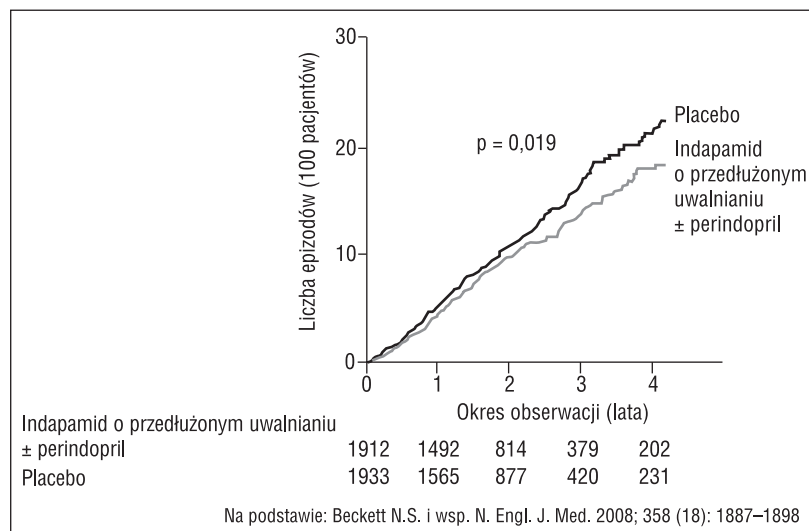 30
20
10
0
Liczba epizodów (100 pacjentów)
p = 0,019
Placebo
Indapamid
o przedłużonym
uwalnianiu
± perindopril
0 1 2 3 4
Okres obserwacji (lata)
Indapamid o przedłużonym uwalnianiu
± perindopril 1912 1492 814 379 202
Placebo 1933 1565 877 420 231
Na podstawie: Beckett N.S. i wsp. N. Engl. J. Med. 2008; 358 (18): 1887–1898